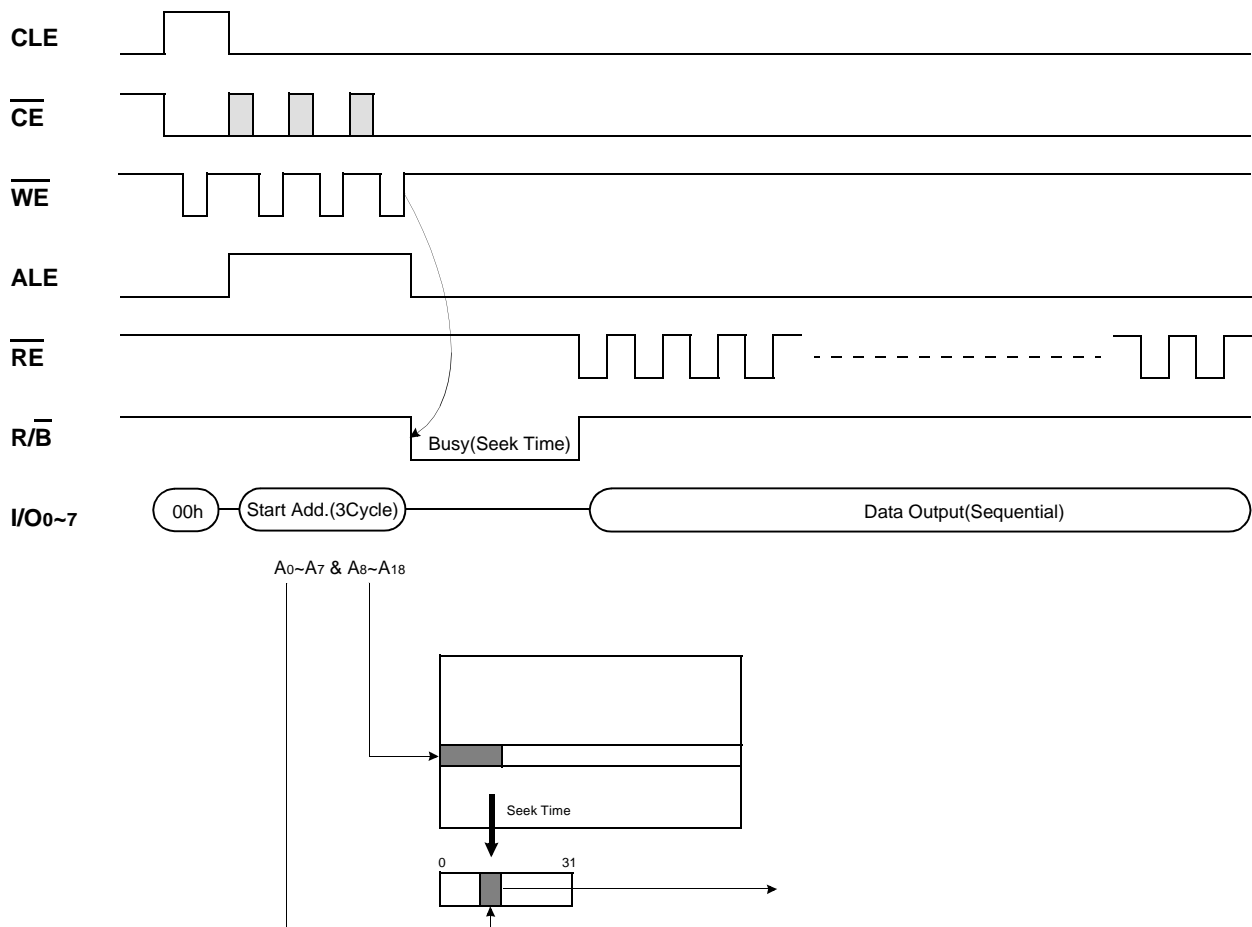 CLE
CE
WE
ALE
RE
R/B
Busy(Seek Time)
I/O0~7
00h
Start Add.(3Cycle)
Data Output(Sequential)
A0~A7 & A8~A18
Seek Time
0
31